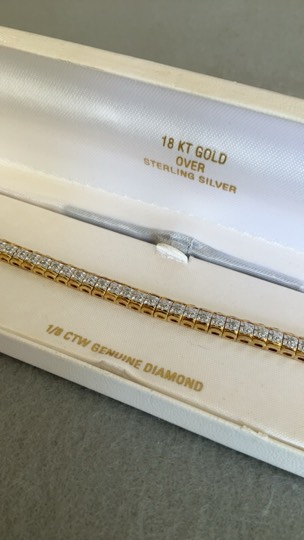 18 KT GOLD
OVER
STERLING SILVER
1/8 CTW GENUINE DIAMOND